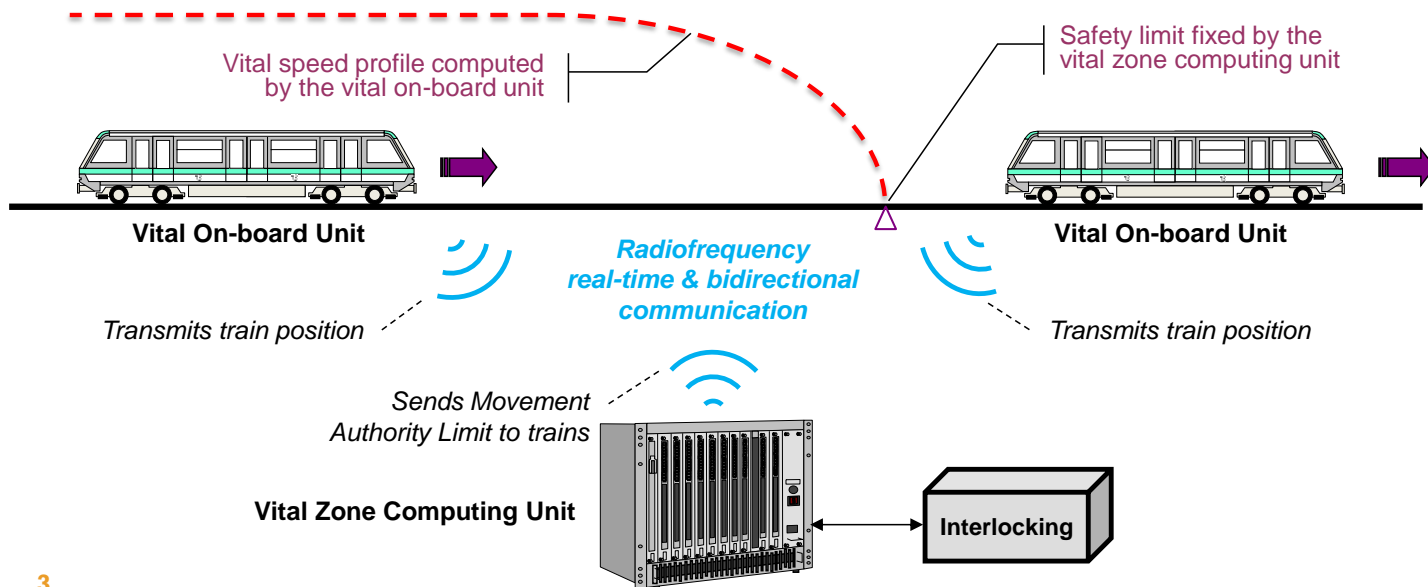 Vital speed profile computed
by the vital on-board unit
Safety limit fixed by the
vital zone computing unit
Vital On-board Unit
Vital On-board Unit
Radiofrequency
real-time & bidirectional
communication
Transmits train position
Transmits train position
Sends Movement
Authority Limit to trains
Vital Zone Computing Unit
Interlocking
3